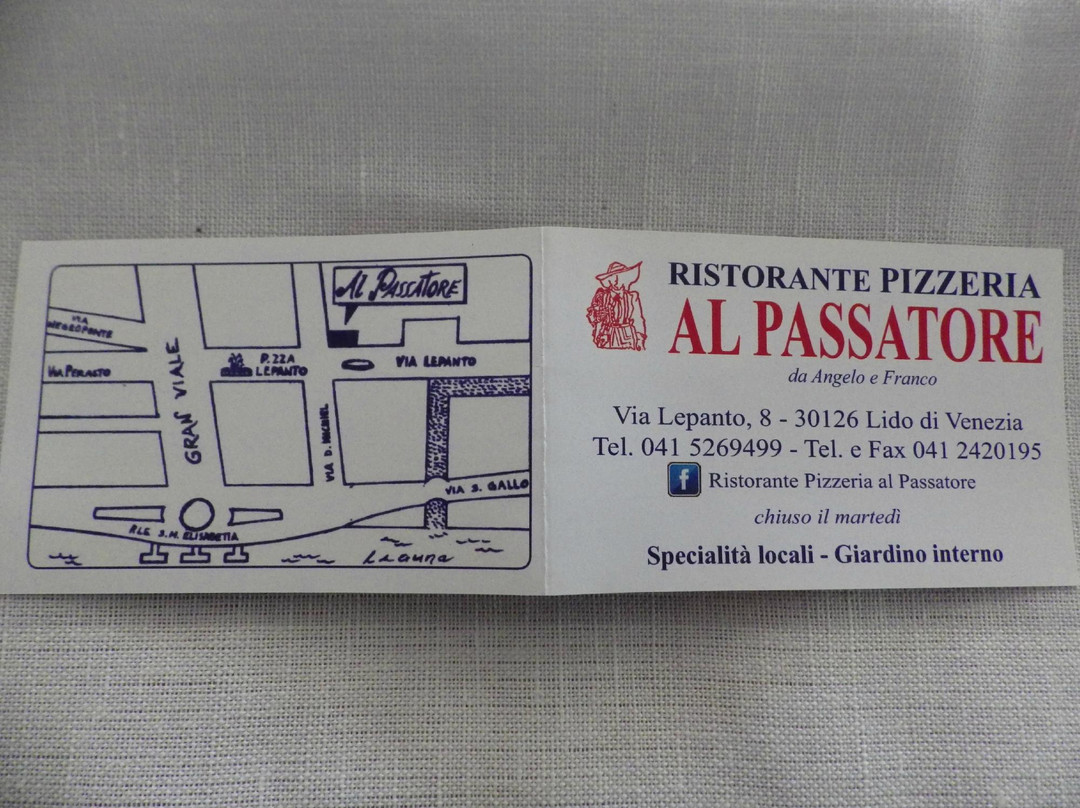 Al PASSATORE
VIA
NEGROPONTE
VIA PERASTO
GRAN VIALE
P.ZZA
LEPANTO
VIA LEPANTO
VIA D.
VIA S. GALLO
P.LE S.M. ELISABETTA
Laguna
RISTORANTE PIZZERIA
AL PASSATORE
da Angelo e Franco
Via Lepanto, 8 - 30126 Lido di Venezia
Tel. 041 5269499 - Tel. e Fax 041 2420195
f Ristorante Pizzeria al Passatore
chiuso il martedì
Specialità locali - Giardino interno